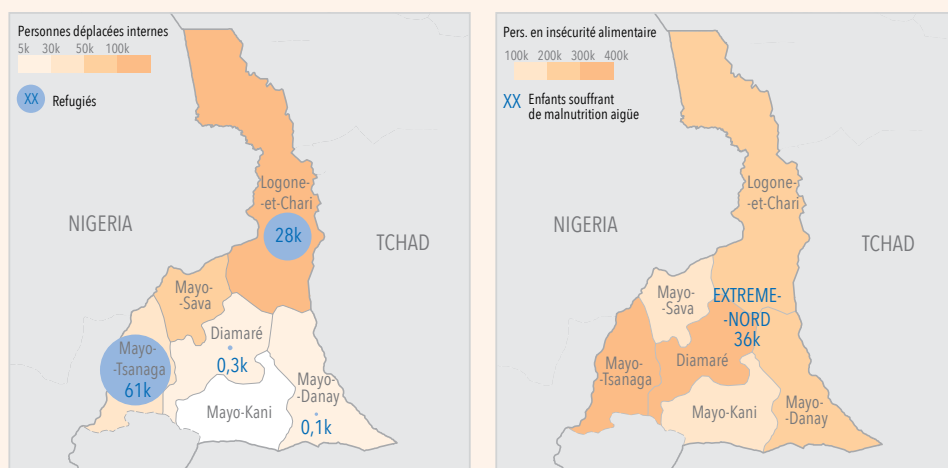 Personnes déplacées internes
5k 30k 50k 100k
XX Refugiés
NIGERIA
TCHAD
Logone-
-et-Chari
28k
Mayo-
-Sava
Diamaré
0,3k
Mayo-
-Tsanaga
61k
Mayo-Kani
Mayo-
-Danay
0,1k
Pers. en insécurité alimentaire
100k 200k 300k 400k
XX Enfants souffrant
de malnutrition aigüe
NIGERIA
TCHAD
Logone-
-et-Chari
Mayo-
-Sava
EXTREME-
-NORD
36k
Mayo-
-Tsanaga
Diamaré
Mayo-Kani
Mayo-
-Danay